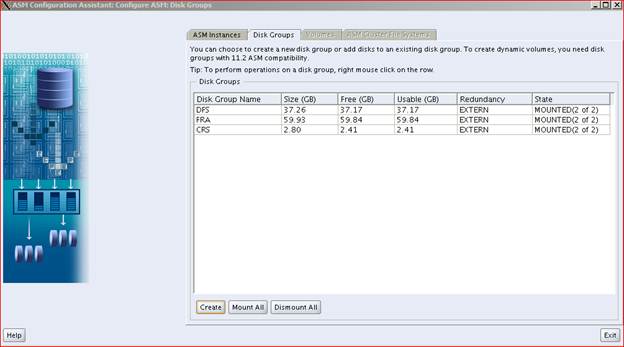 ASM Configuration Assistant: Configure ASM: Disk Groups
ASM Instances Disk Groups Volumes ASM Cluster File Systems
You can choose to create a new disk group or add disks to an existing disk group. To create dynamic volumes, you need disk
groups with 11.2 ASM compatibility.
Tip: To perform operations on a disk group, right mouse click on the row.
Disk Groups
Disk Group Name Size (GB) Free (GB) Usable (GB) Redundancy State
DFS 37.26 37.17 37.17 EXTERN MOUNTED(2 of 2)
FRA 59.93 59.84 59.84 EXTERN MOUNTED(2 of 2)
CRS 2.80 2.41 2.41 EXTERN MOUNTED(2 of 2)
Create Mount All Dismount All
Help Exit